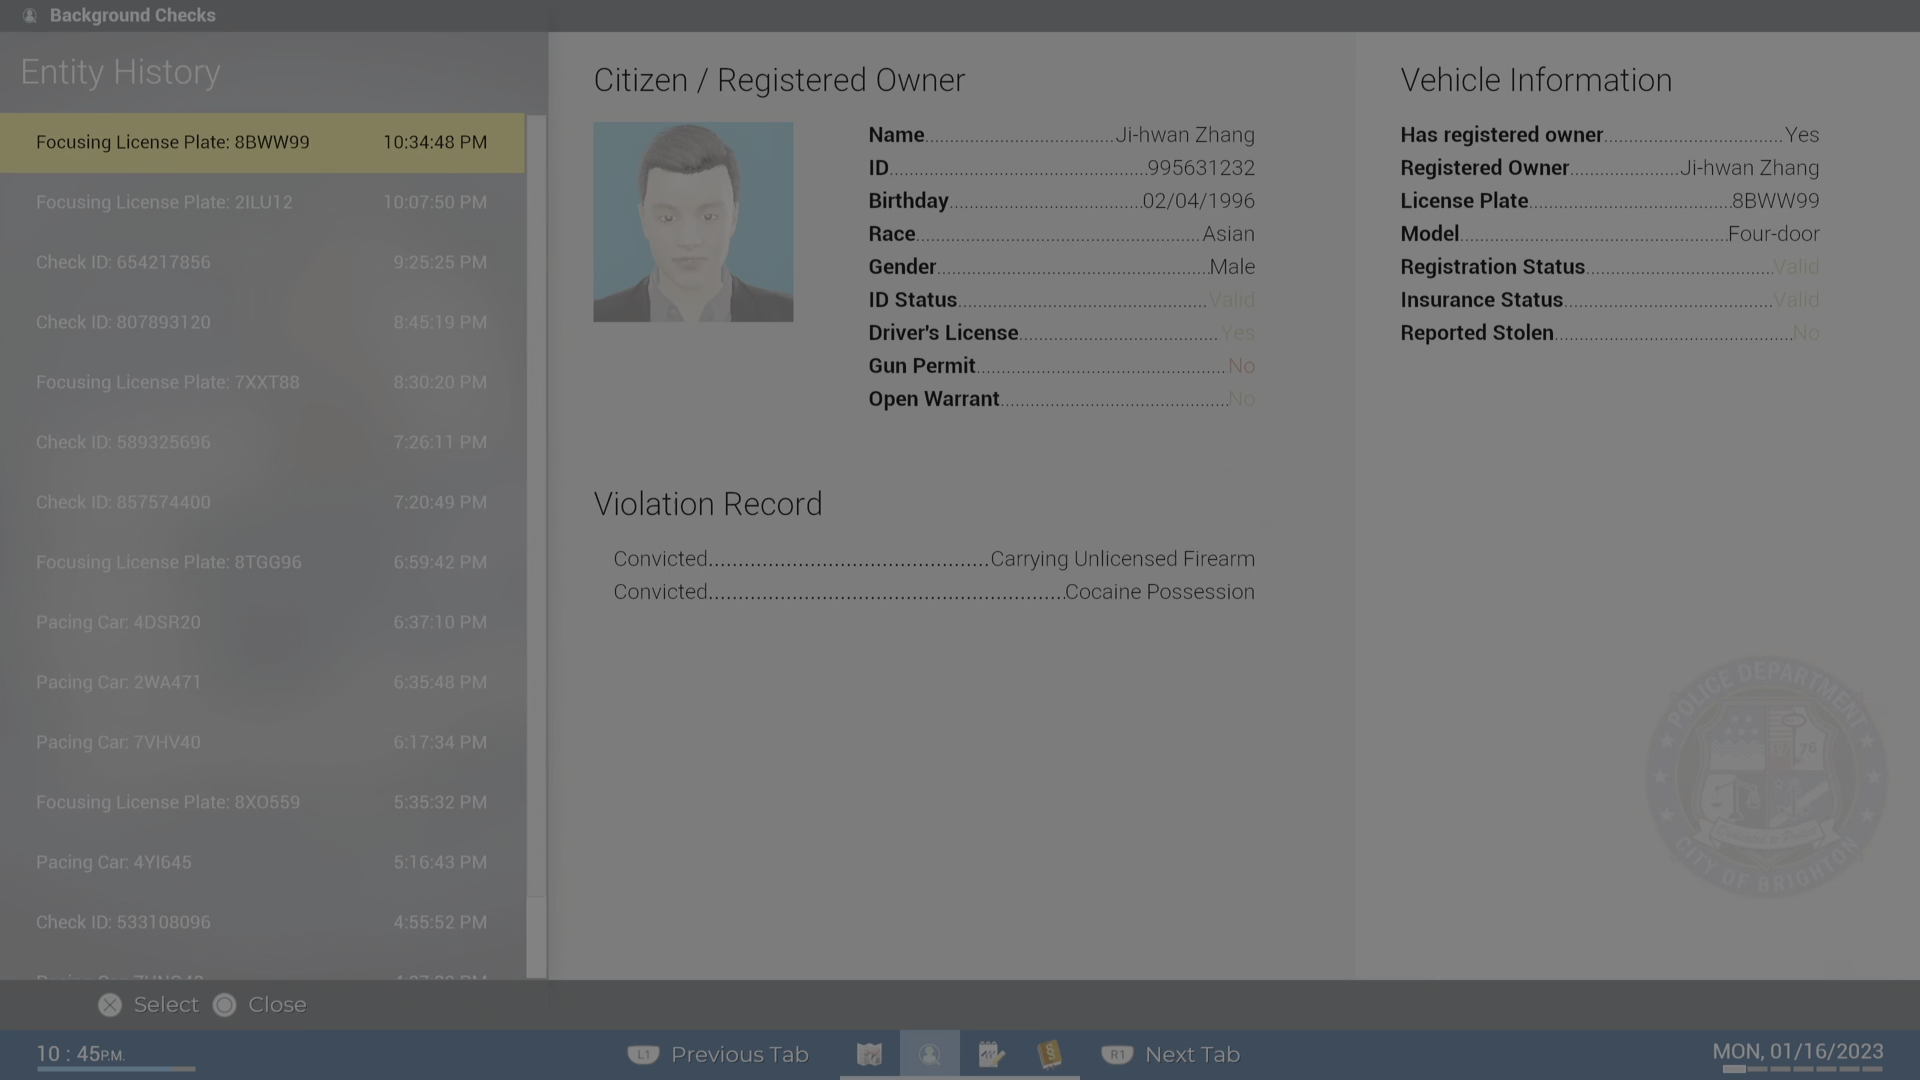 Background Checks
Entity History
Focusing License Plate: 8BWW99 10:34:48 PM
Focusing License Plate: 2ILU12 10:07:50 PM
Check ID: 654217856 9:25:25 PM
Check ID: 807893120 8:45:19 PM
Focusing License Plate: 7XXT88 8:30:20 PM
Check ID: 589325696 7:26:11 PM
Check ID: 857574400 7:20:49 PM
Focusing License Plate: 8TGG96 6:59:42 PM
Pacing Car: 4DSR20 6:37:10 PM
Pacing Car: 2WA471 6:35:48 PM
Pacing Car: 7VHV40 6:17:34 PM
Focusing License Plate: 8XO559 5:35:32 PM
Pacing Car: 4YI645 5:16:43 PM
Check ID: 533108096 4:55:52 PM
Pacing Car:
Citizen / Registered Owner
Name Ji-hwan Zhang
ID 995631232
Birthday 02/04/1996
Race Asian
Gender Male
ID Status Valid
Driver's License Yes
Gun Permit No
Open Warrant No
Violation Record
Convicted Carrying Unlicensed Firearm
Convicted Cocaine Possession
Vehicle Information
Has registered owner Yes
Registered Owner Ji-hwan Zhang
License Plate 8BWW99
Model Four-door
Registration Status Valid
Insurance Status Valid
Reported Stolen No
POLICE DEPARTMENT
76
CITY OF BRIGHTON
Select Close
10 : 45 P.M.
L1 Previous Tab
R1 Next Tab
MON, 01/16/2023